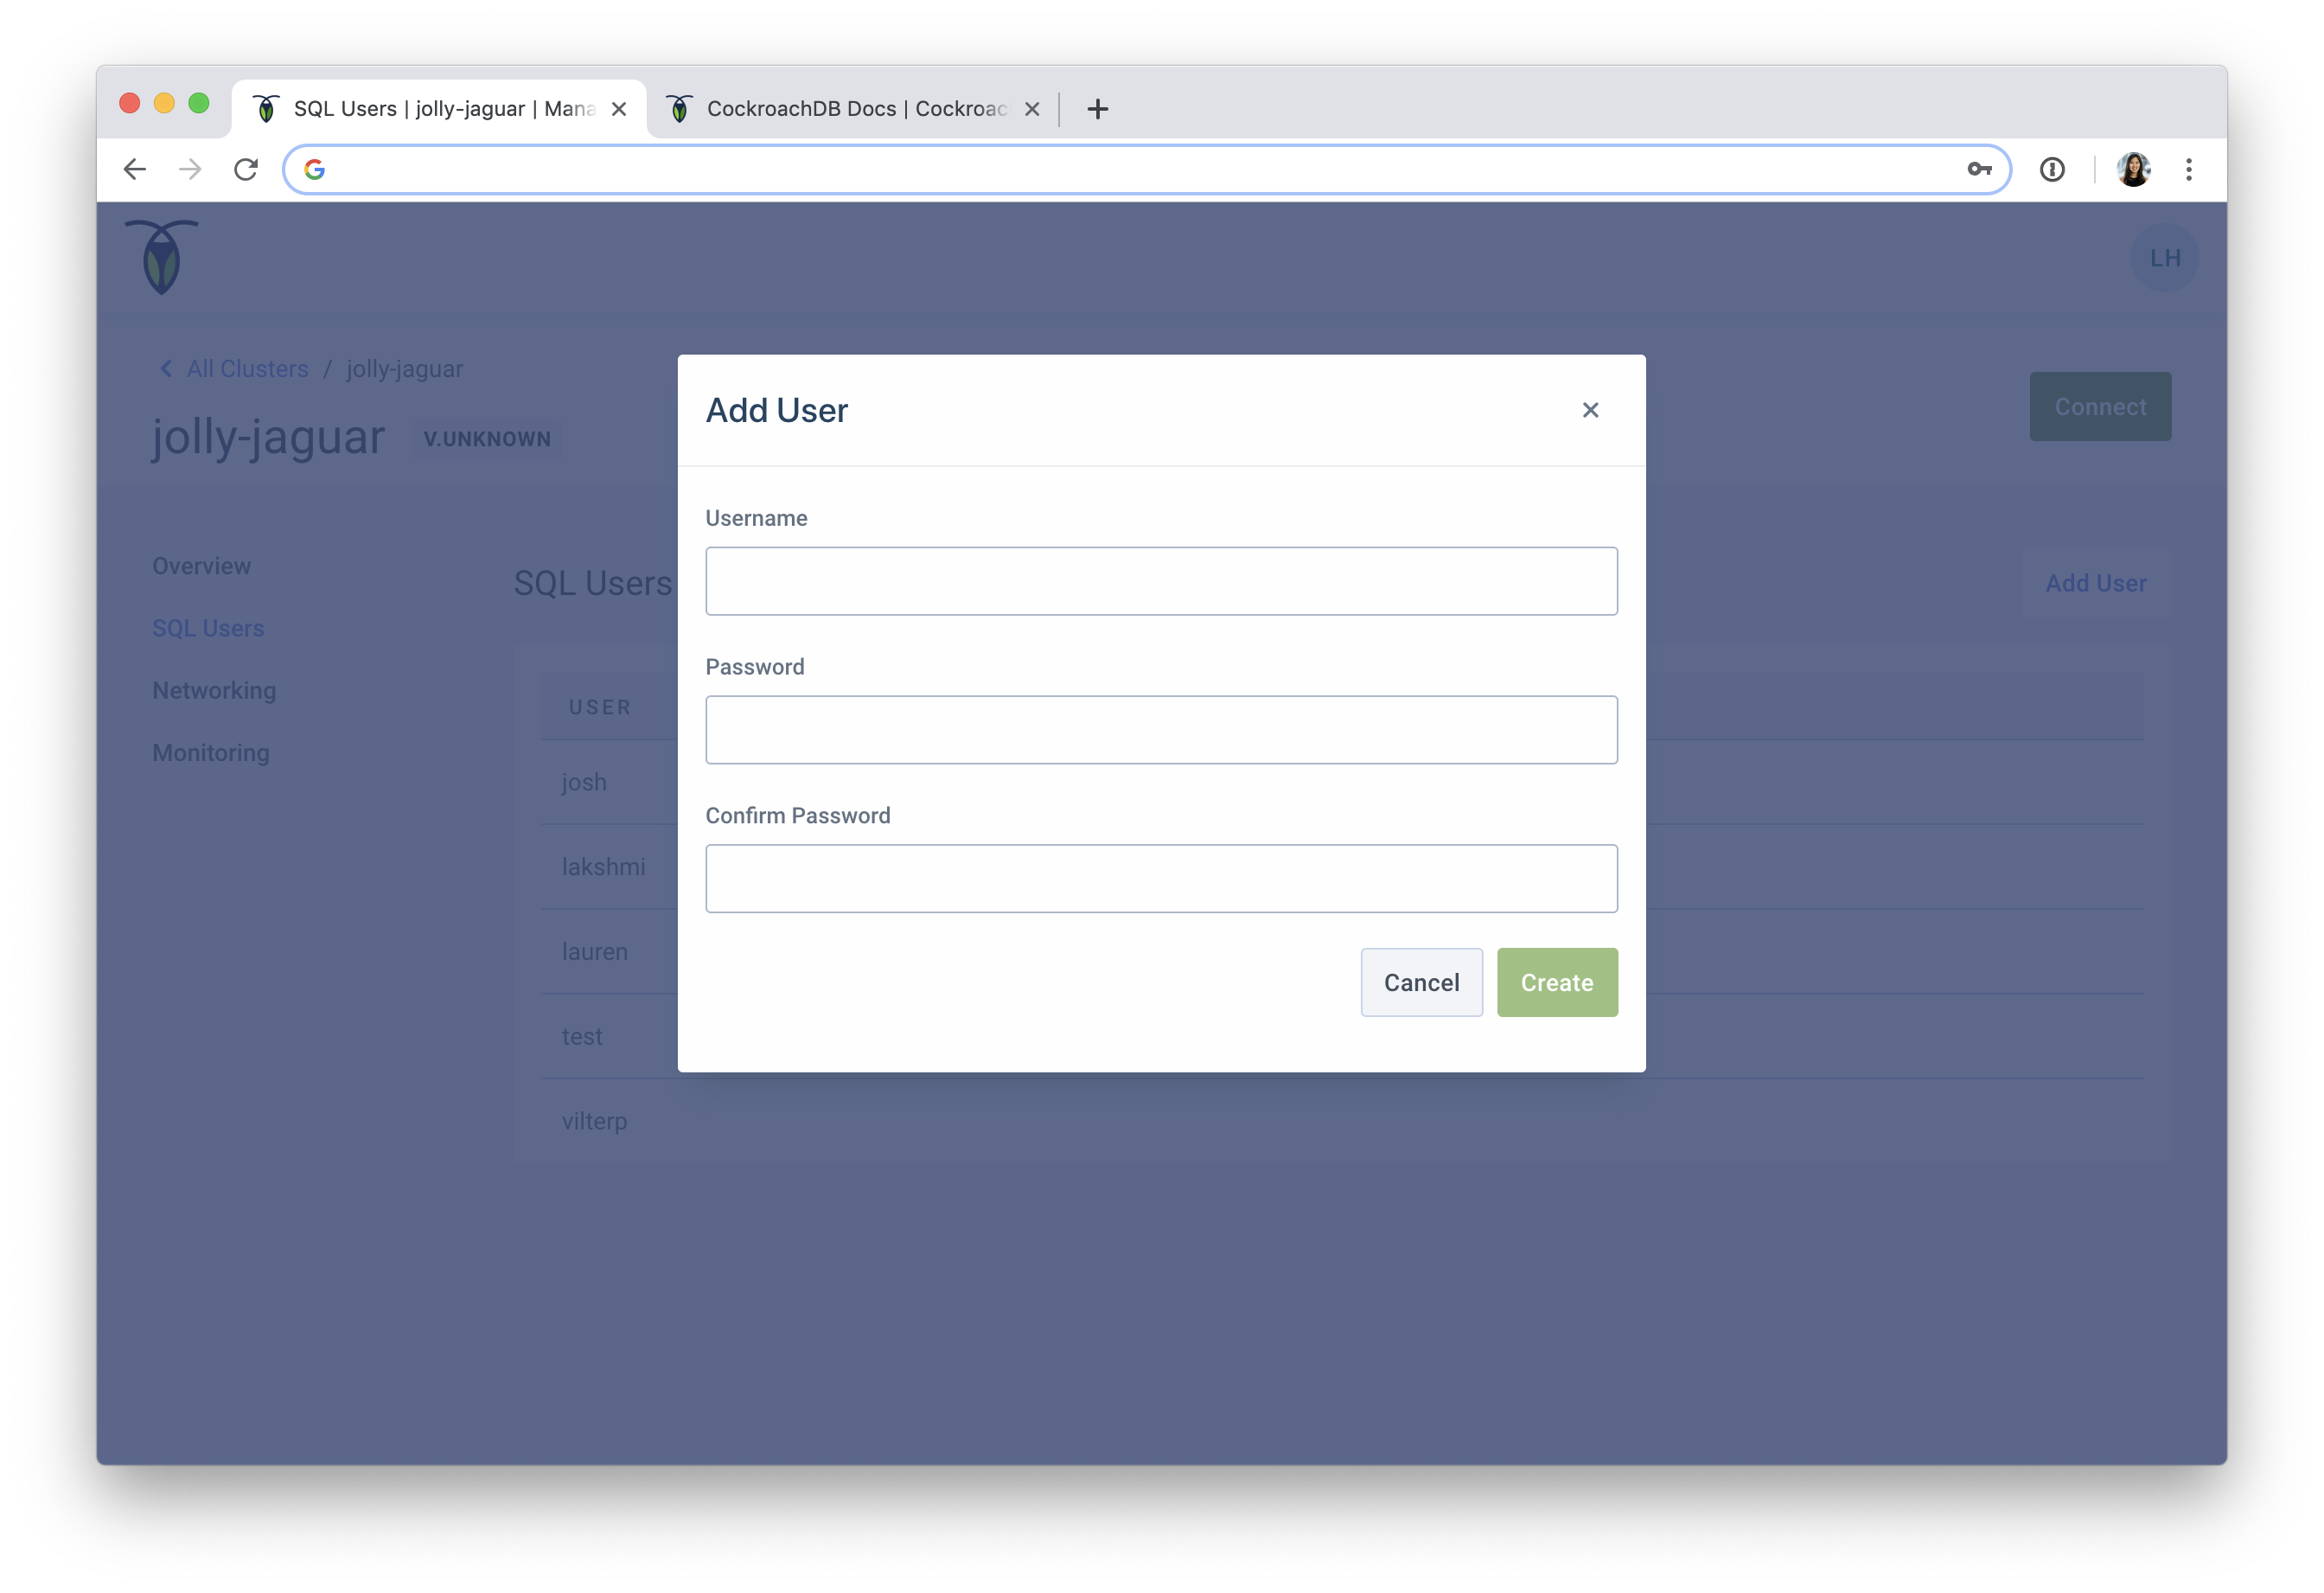 SQL Users | jolly-jaguar | Mana
CockroachDB Docs | Cockroac
LH
All Clusters / jolly-jaguar
Connect
jolly-jaguar V.UNKNOWN
Overview
SQL Users
Networking
Monitoring
SQL Users
Add User
USER
josh
lakshmi
lauren
test
vilterp
Add User
Username
Password
Confirm Password
Cancel Create